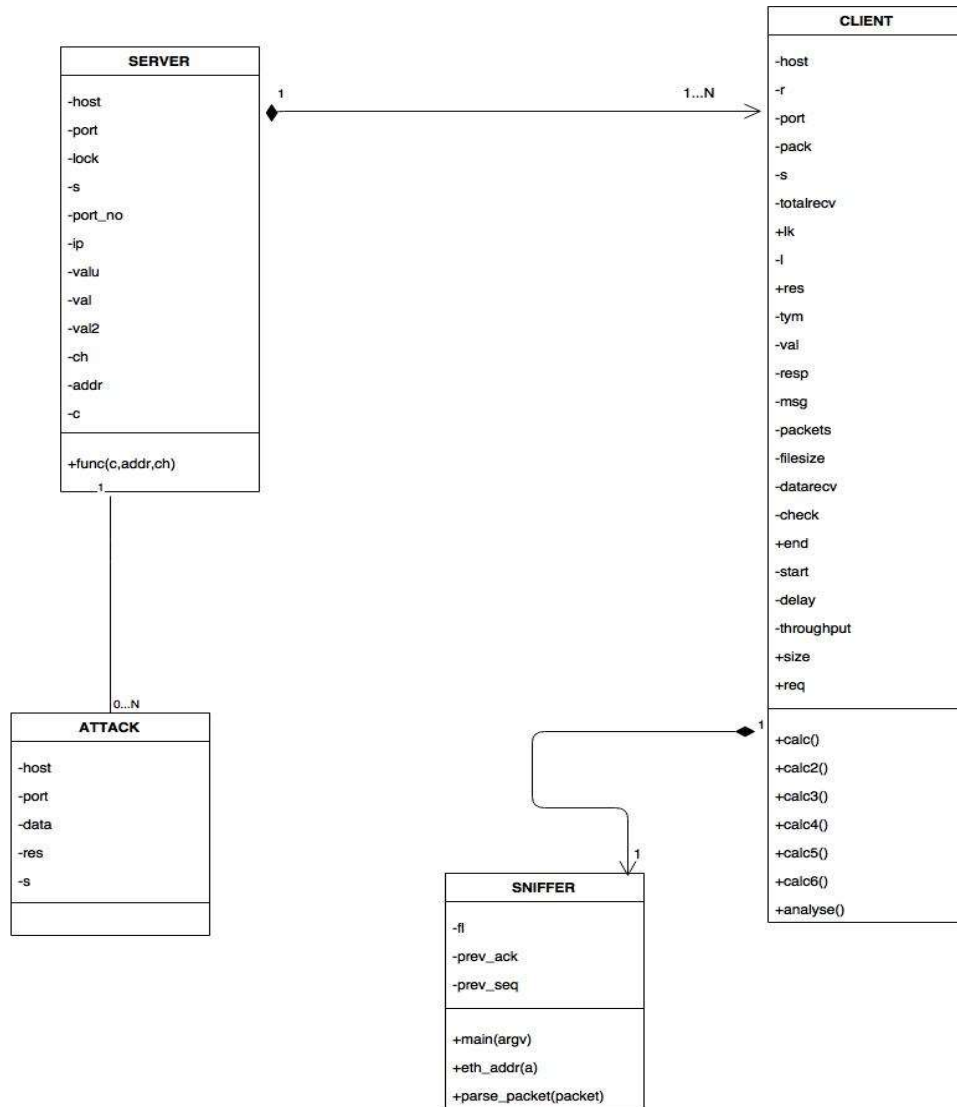 SERVER
-host
-port
-lock
-s
-port_no
-ip
-valu
-val
-val2
-ch
-addr
-c
+func(c,addr,ch)
1
1...N
CLIENT
-host
-r
-port
-pack
-s
-totalrecv
+lk
-l
+res
-tym
-val
-resp
-msg
-packets
-filesize
-datarecv
-check
+end
-start
-delay
-throughput
+size
+req
+calc()
+calc2()
+calc3()
+calc4()
+calc5()
+calc6()
+analyse()
1
0...N
ATTACK
-host
-port
-data
-res
-s
1
1
SNIFFER
-fl
-prev_ack
-prev_seq
+main(argv)
+eth_addr(a)
+parse_packet(packet)